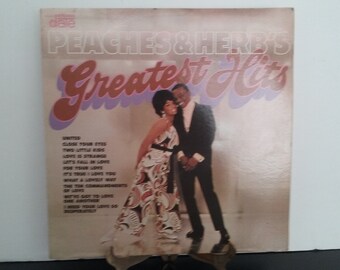 PEACHES & HERB'S
Greatest Hits
UNITED
CLOSE YOUR EYES
TWO LITTLE KIDS
LOVE IS STRANGE
LET'S FALL IN LOVE
FOR YOUR LOVE
IT'S TRUE I LOVE YOU
WHAT A LOVELY WAY
THE TEN COMMANDMENTS
OF LOVE
WE'VE GOT TO LOVE
ONE ANOTHER
I NEED YOUR LOVE SO
DESPERATELY